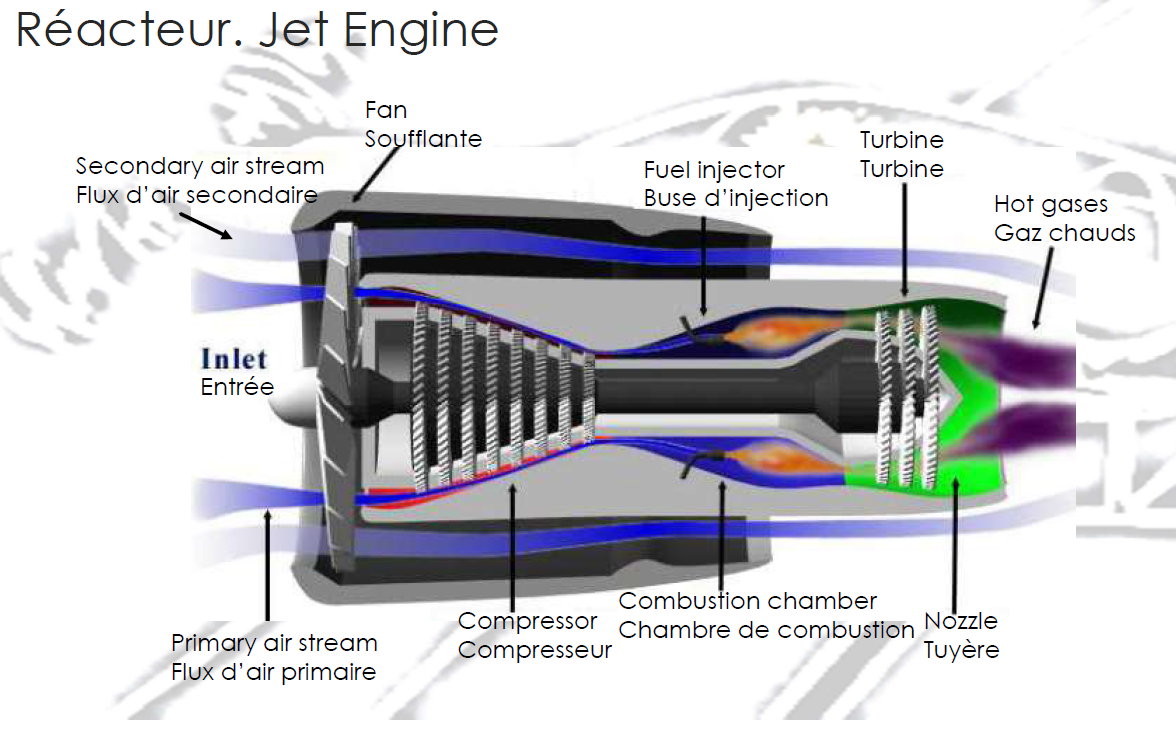 Réacteur. Jet Engine
Fan
Soufflante
Secondary air stream
Flux d'air secondaire
Fuel injector
Buse d'injection
Turbine
Turbine
Hot gases
Gaz chauds
Inlet
Entrée
Primary air stream
Flux d'air primaire
Compressor
Compresseur
Combustion chamber
Chambre de combustion
Nozzle
Tuyère